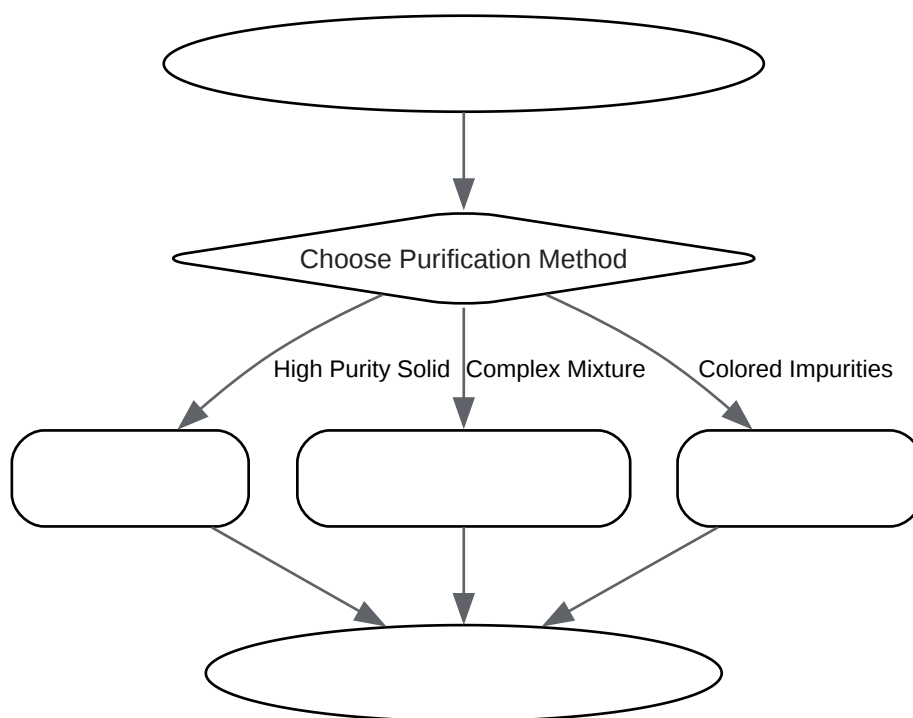 Choose Purification Method
High Purity Solid
Complex Mixture
Colored Impurities